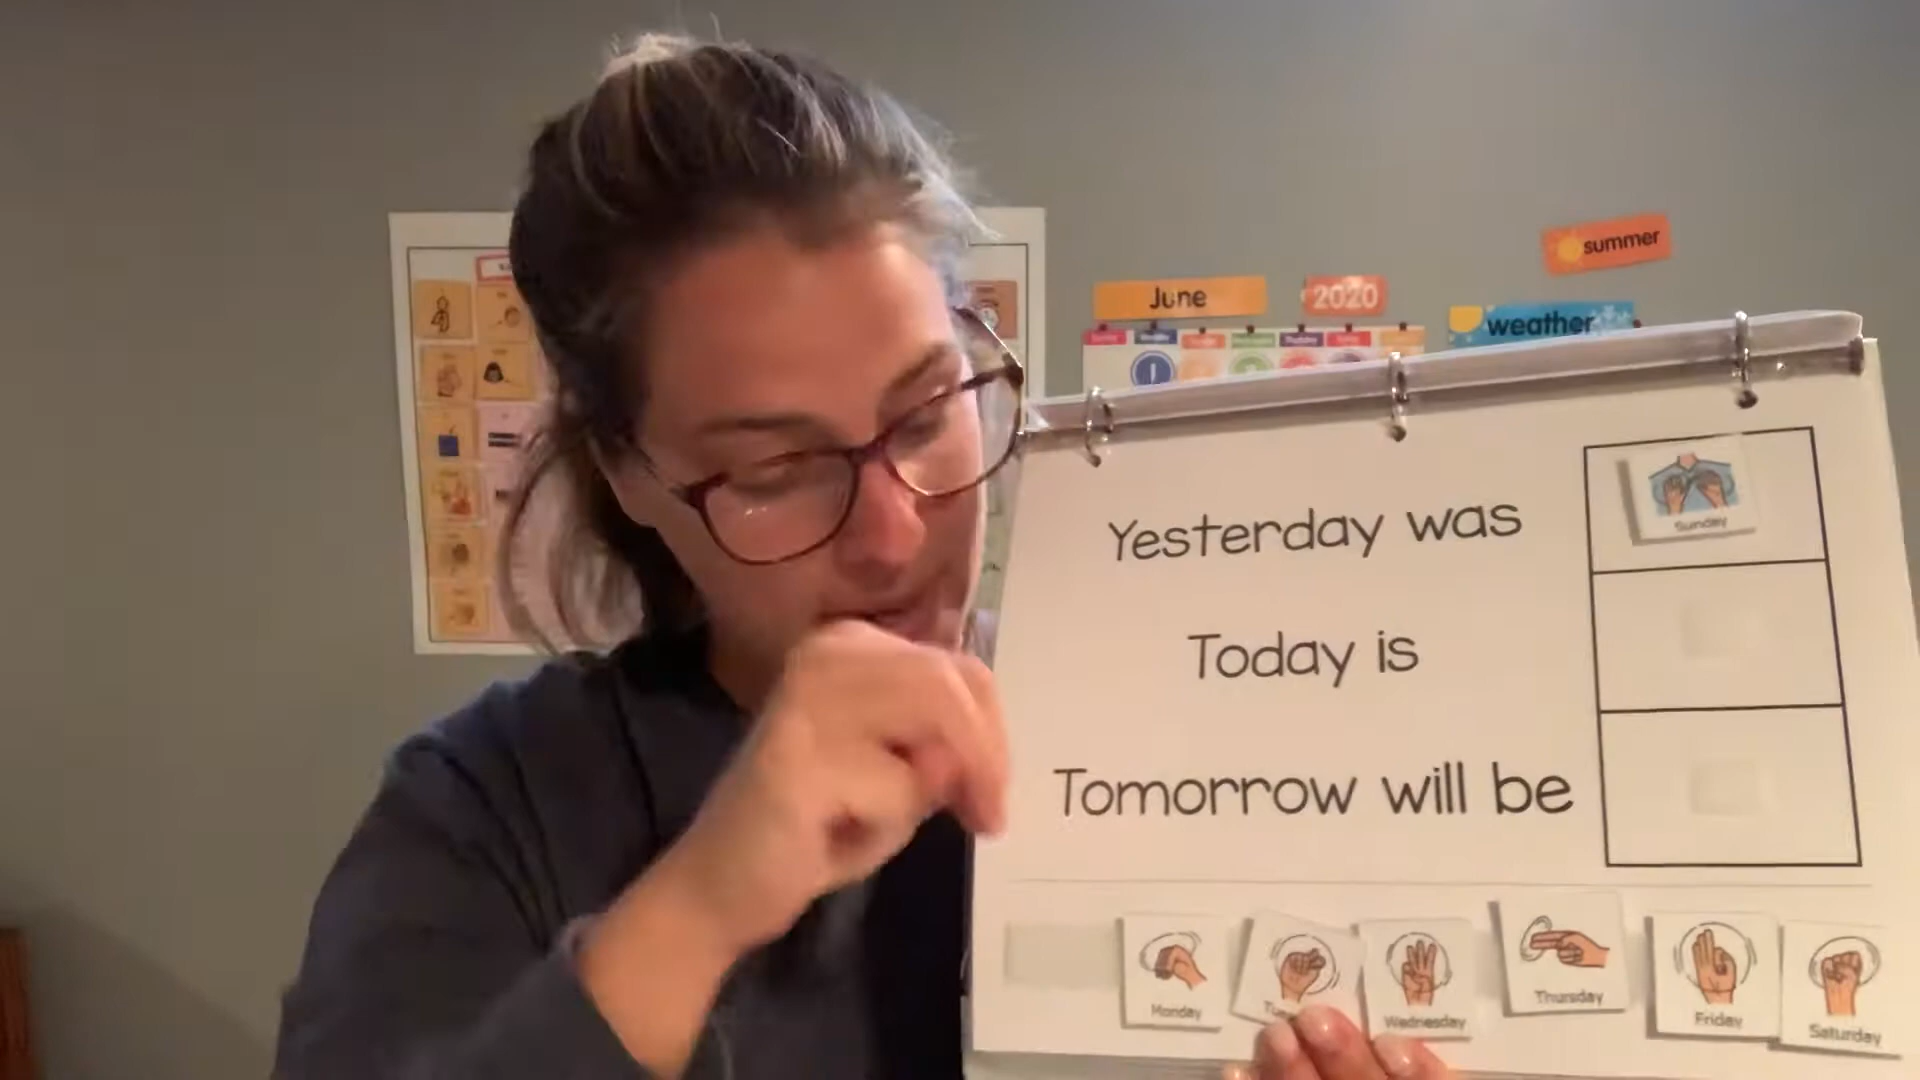 summer
June
2020
weather
Yesterday was
Sunday
Today is
Tomorrow will be
Monday
Wednesday
Thursday
Friday
Saturday